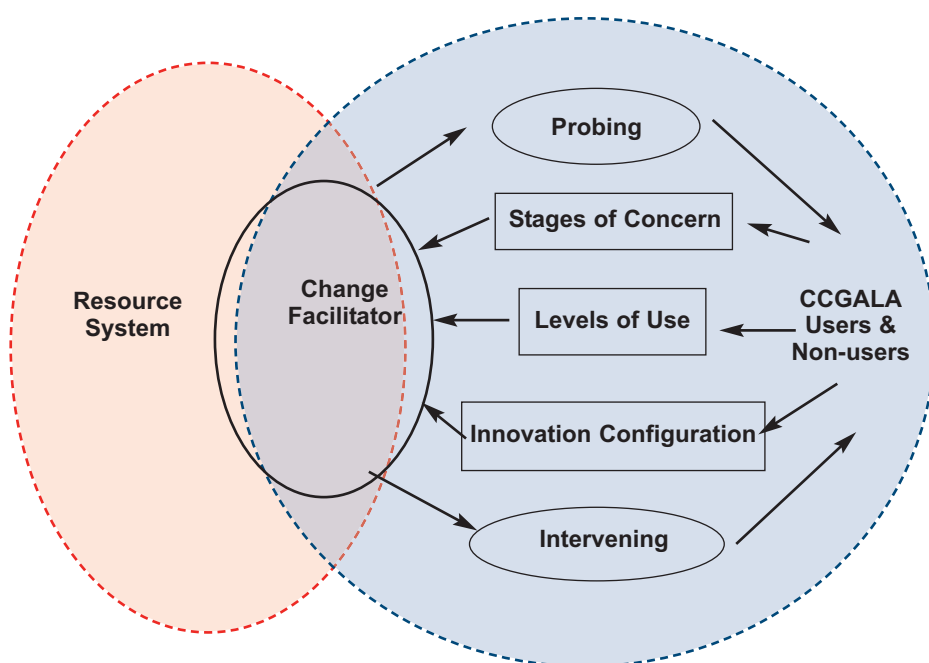 Probing
Stages of Concern
Resource
System
Change
Facilitator
Levels of Use
CCGALA
Users &
Non-users
Innovation Configuration
Intervening